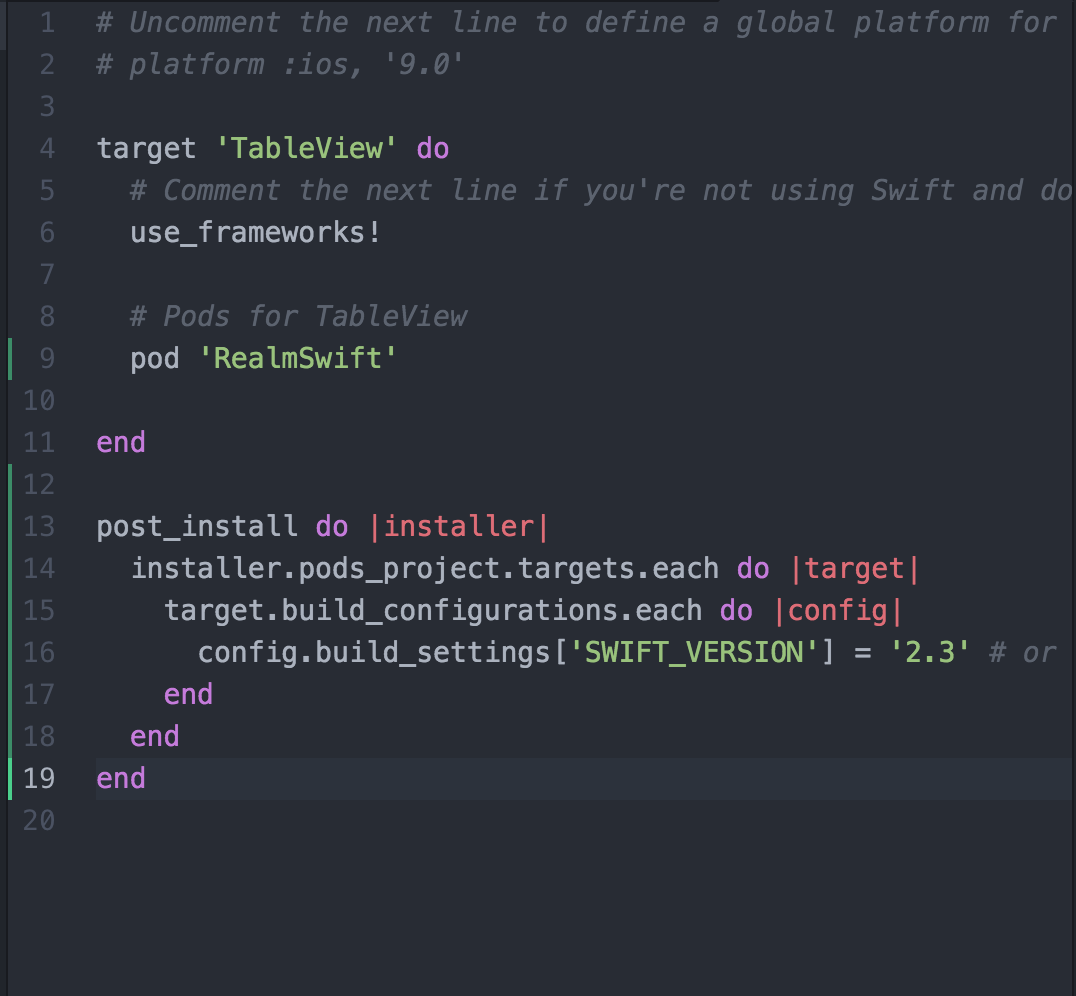 1 # Uncomment the next line to define a global platform for
2 # platform :ios, '9.0'
3
4 target 'TableView' do
5   # Comment the next line if you're not using Swift and do
6   use_frameworks!
7
8   # Pods for TableView
9   pod 'RealmSwift'
10
11 end
12
13 post_install do |installer|
14   installer.pods_project.targets.each do |target|
15     target.build_configurations.each do |config|
16       config.build_settings['SWIFT_VERSION'] = '2.3' # or
17     end
18   end
19 end
20